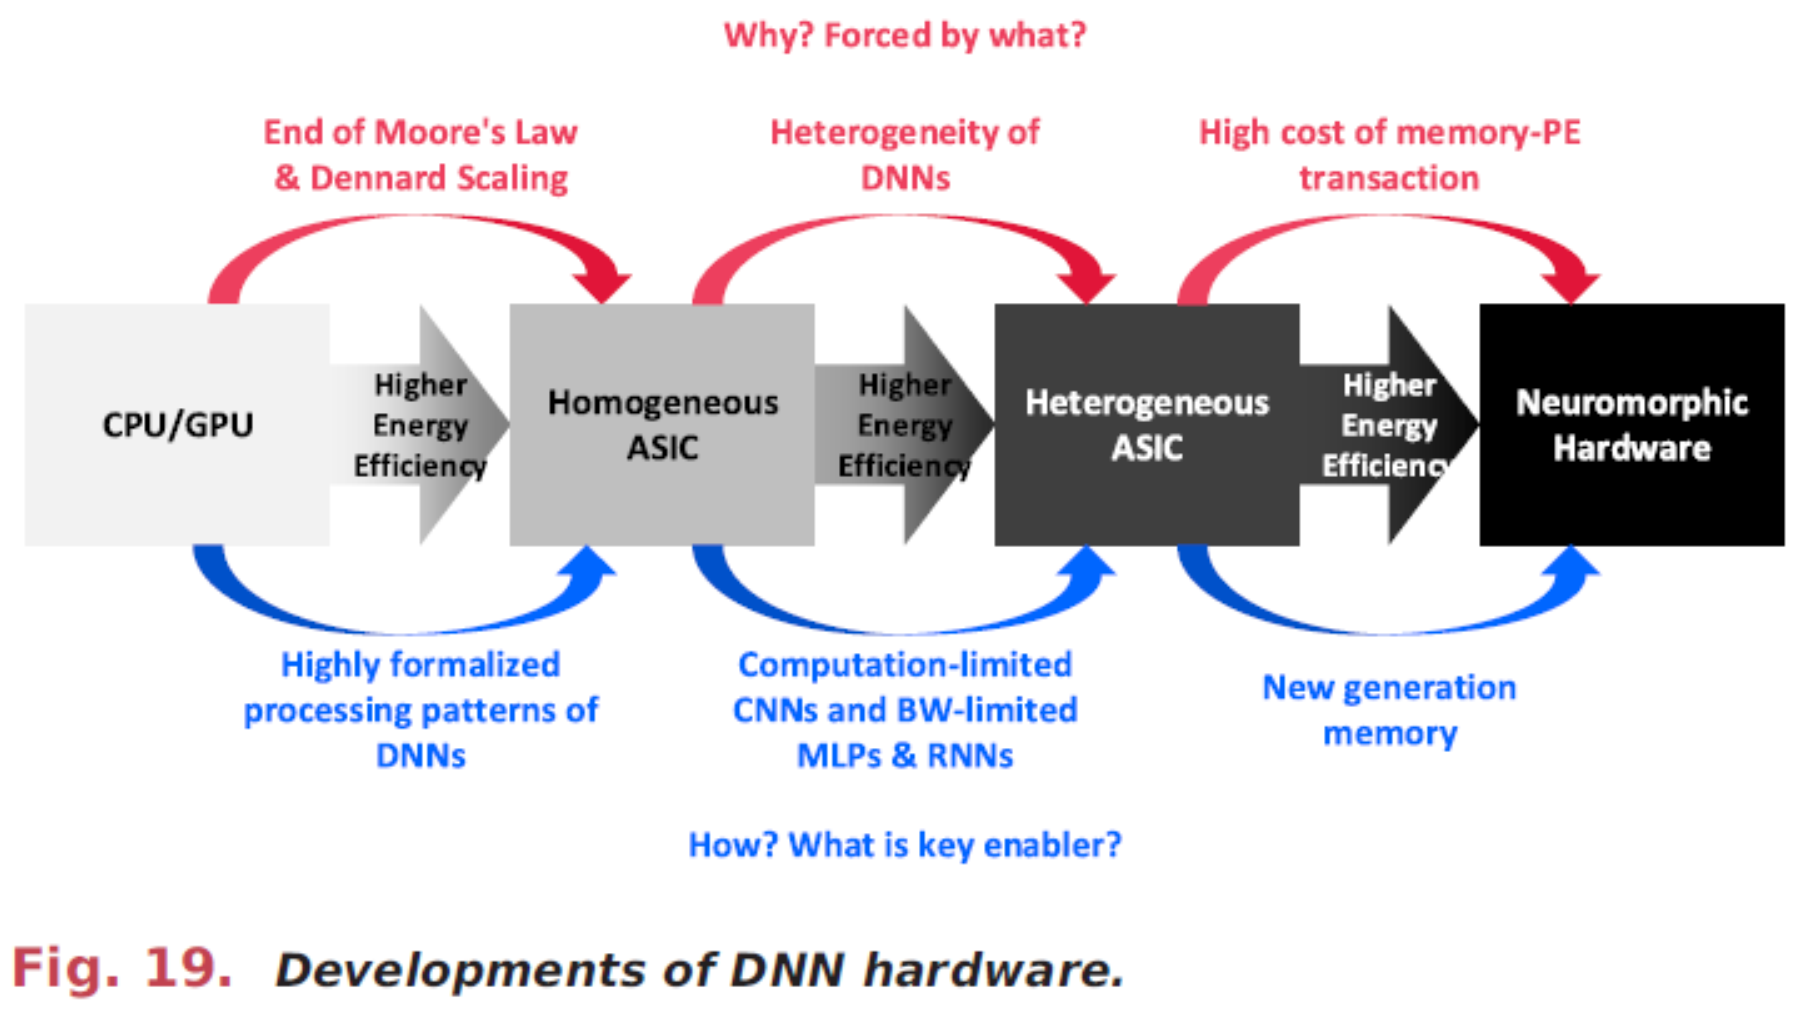 Why? Forced by what?
End of Moore's Law
& Dennard Scaling
Heterogeneity of
DNNs
High cost of memory-PE
transaction
CPU/GPU
Higher
Energy
Efficiency
Homogeneous
ASIC
Higher
Energy
Efficiency
Heterogeneous
ASIC
Higher
Energy
Efficiency
Neuromorphic
Hardware
Highly formalized
processing patterns of
DNNs
Computation-limited
CNNs and BW-limited
MLPs & RNNs
New generation
memory
How? What is key enabler?
Fig. 19. Developments of DNN hardware.